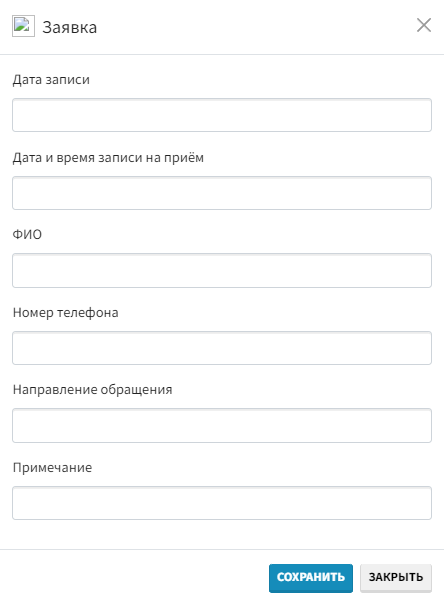 Заявка
Дата записи
Дата и время записи на приём
ФИО
Номер телефона
Направление обращения
Примечание
СОХРАНИТЬ ЗАКРЫТЬ